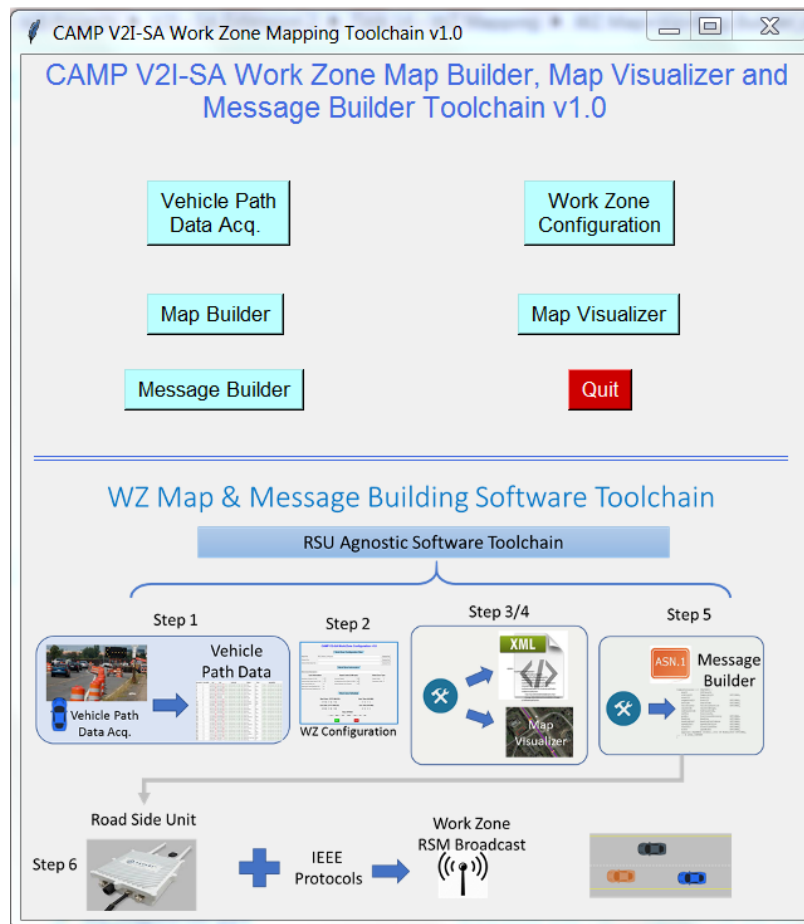 CAMP V2I-SA Work Zone Mapping Toolchain v1.0
CAMP V2I-SA Work Zone Map Builder, Map Visualizer and
Message Builder Toolchain v1.0
Vehicle Path
Data Acq.
Work Zone
Configuration
Map Builder
Map Visualizer
Message Builder
Quit
WZ Map & Message Building Software Toolchain
RSU Agnostic Software Toolchain
Step 1
Step 2
Step 3/4
Step 5
Vehicle
Path Data
Vehicle Path
Data Acq.
WZ Configuration
XML
</>
Map
Visualizer
ASN.1
Message
Builder
Road Side Unit
Step 6
IEEE
Protocols
Work Zone
RSM Broadcast